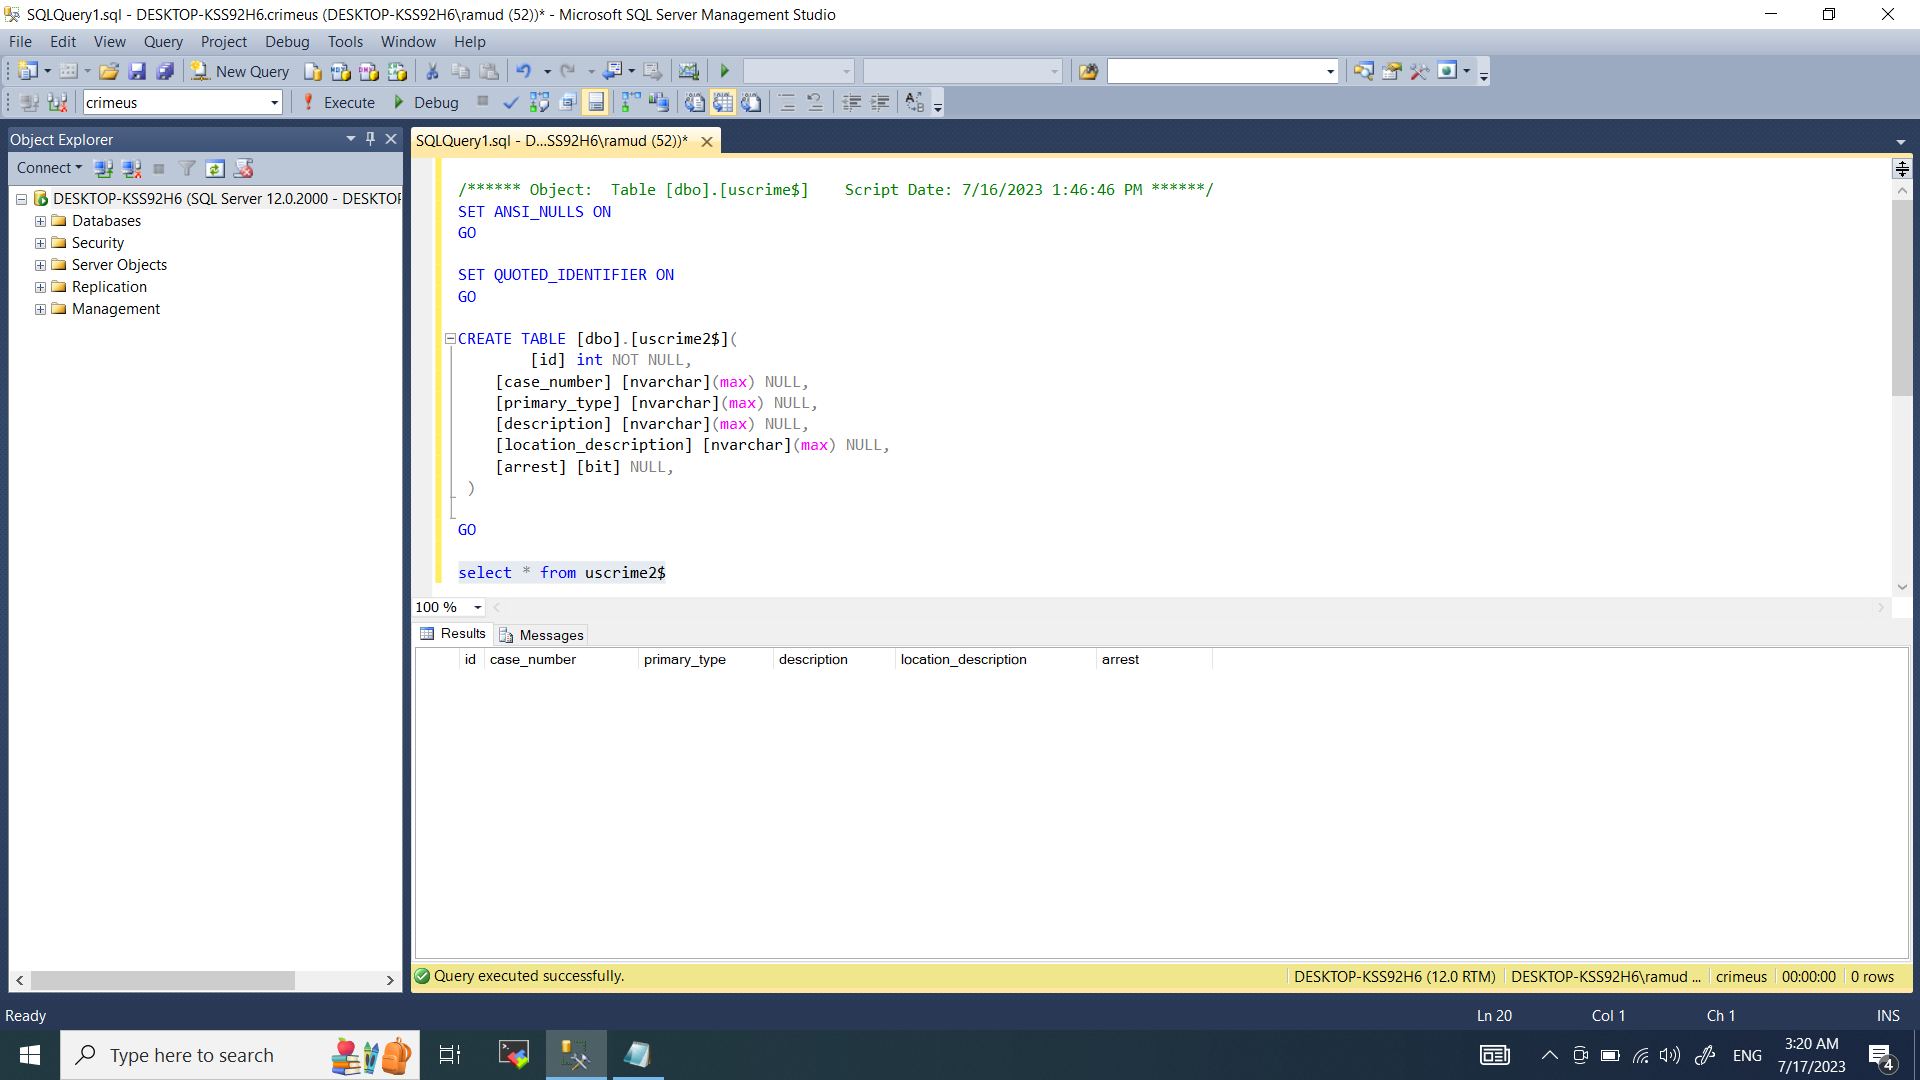 SQLQuery1.sql - DESKTOP-KSS92H6.crimeus (DESKTOP-KSS92H6\ramud (52))* - Microsoft SQL Server Management Studio
File Edit View Query Project Debug Tools Window Help
New Query
crimeus Execute Debug
Object Explorer
SQLQuery1.sql - D...SS92H6\ramud (52))*
Connect
DESKTOP-KSS92H6 (SQL Server 12.0.2000 - DESKTOP
Databases
Security
Server Objects
Replication
Management
/****** Object:  Table [dbo].[uscrime$]    Script Date: 7/16/2023 1:46:46 PM ******/
SET ANSI_NULLS ON
GO
SET QUOTED_IDENTIFIER ON
GO
CREATE TABLE [dbo].[uscrime2$](
[id] int NOT NULL,
[case_number] [nvarchar](max) NULL,
[primary_type] [nvarchar](max) NULL,
[description] [nvarchar](max) NULL,
[location_description] [nvarchar](max) NULL,
[arrest] [bit] NULL,
)
GO
select * from uscrime2$
100 %
Results Messages
id case_number primary_type description location_description arrest
Query executed successfully.
DESKTOP-KSS92H6 (12.0 RTM) DESKTOP-KSS92H6\ramud ... crimeus 00:00:00 0 rows
Ready Ln 20 Col 1 Ch 1 INS
Type here to search
ENG
3:20 AM
7/17/2023
4